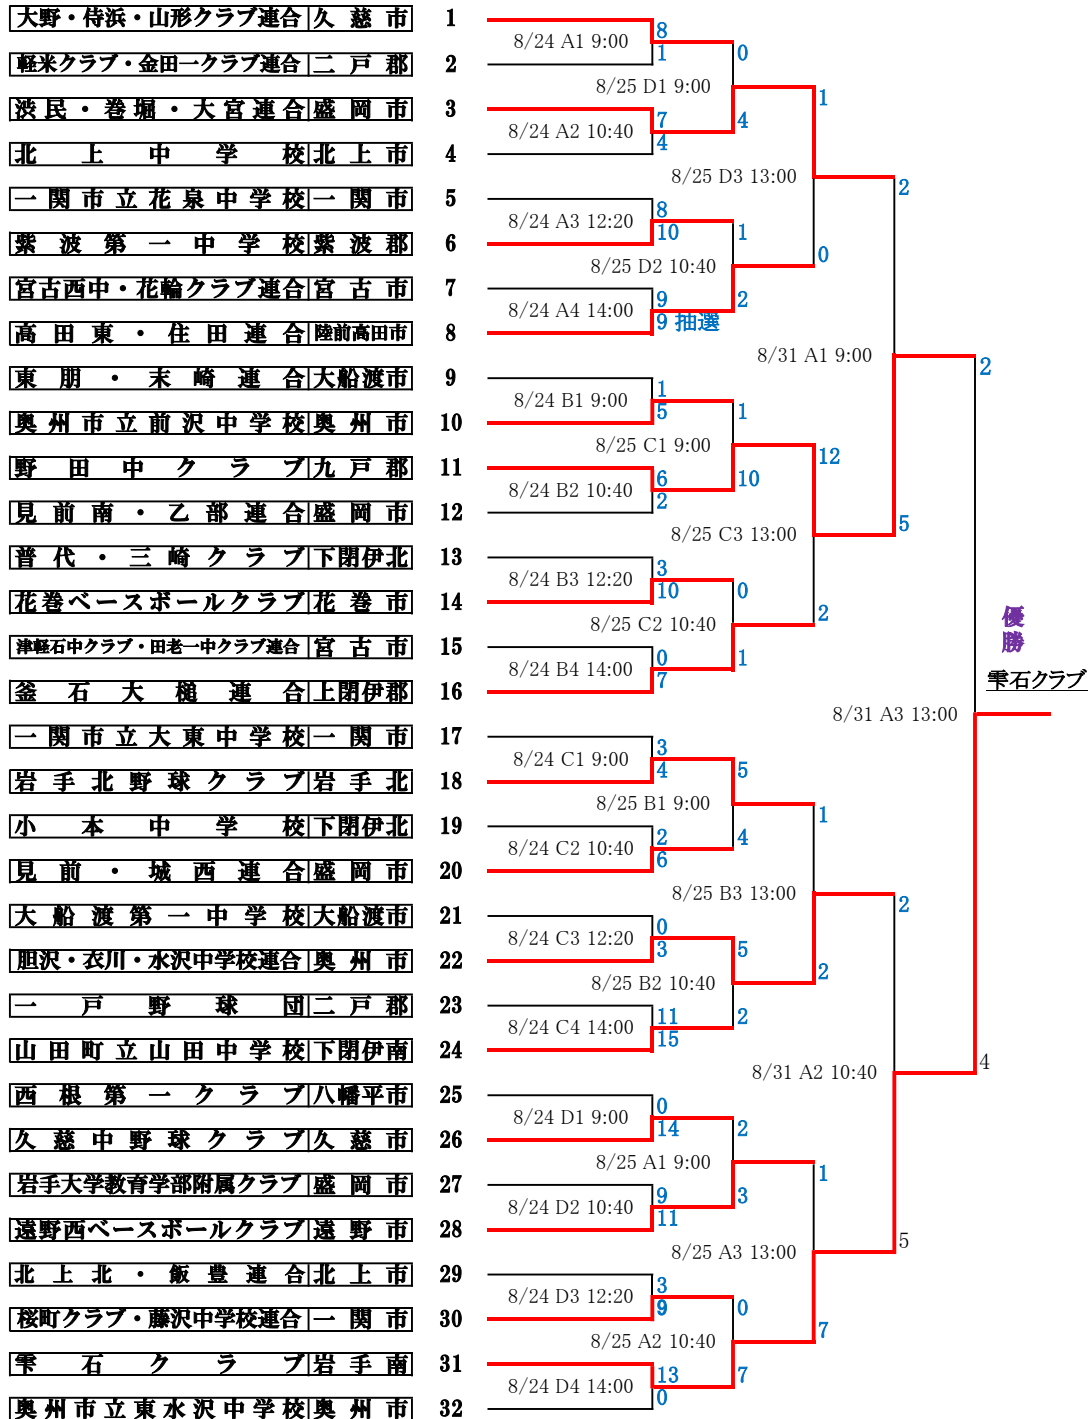 大野・侍浜・山形クラブ連合 久慈市 1
8/24 A1 9:00
8
1
0
軽米クラブ・金田一クラブ連合 二戸郡 2
8/25 D1 9:00
1
渋民・巻堀・大宮連合 盛岡市 3
8/24 A2 10:40
7
4
4
北上中学校 北上市 4
8/25 D3 13:00
2
一関市立花泉中学校 一関市 5
8/24 A3 12:20
8
10
1
紫波第一中学校 紫波郡 6
8/25 D2 10:40
0
宮古西中・花輪クラブ連合 宮古市 7
8/24 A4 14:00
9
9 抽選
2
高田東・住田連合 陸前高田市 8
8/31 A1 9:00
2
東朋・末崎連合 大船渡市 9
8/24 B1 9:00
1
5
1
奥州市立前沢中学校 奥州市 10
8/25 C1 9:00
12
野田中クラブ 九戸郡 11
8/24 B2 10:40
6
2
10
見前南・乙部連合 盛岡市 12
8/25 C3 13:00
5
普代・三崎クラブ 下閉伊北 13
8/24 B3 12:20
3
10
0
花巻ベースボールクラブ 花巻市 14
8/25 C2 10:40
2
優勝
津軽石中クラブ・田老一中クラブ連合 宮古市 15
8/24 B4 14:00
0
7
1
釜石大槌連合 上閉伊郡 16
雫石クラブ
8/31 A3 13:00
一関市立大東中学校 一関市 17
8/24 C1 9:00
3
4
5
岩手北野球クラブ 岩手北 18
8/25 B1 9:00
1
小本中学校 下閉伊北 19
8/24 C2 10:40
2
6
4
見前・城西連合 盛岡市 20
8/25 B3 13:00
2
大船渡第一中学校 大船渡市 21
8/24 C3 12:20
0
3
5
胆沢・衣川・水沢中学校連合 奥州市 22
8/25 B2 10:40
2
一戸野球団 二戸郡 23
8/24 C4 14:00
11
15
2
山田町立山田中学校 下閉伊南 24
8/31 A2 10:40
4
西根第一クラブ 八幡平市 25
8/24 D1 9:00
0
14
2
久慈中野球クラブ 久慈市 26
8/25 A1 9:00
1
岩手大学教育学部附属クラブ 盛岡市 27
8/24 D2 10:40
9
11
3
遠野西ベースボールクラブ 遠野市 28
8/25 A3 13:00
5
北上北・飯豊連合 北上市 29
8/24 D3 12:20
3
9
0
桜町クラブ・藤沢中学校連合 一関市 30
8/25 A2 10:40
7
雫石クラブ 岩手南 31
8/24 D4 14:00
13
0
7
奥州市立東水沢中学校 奥州市 32